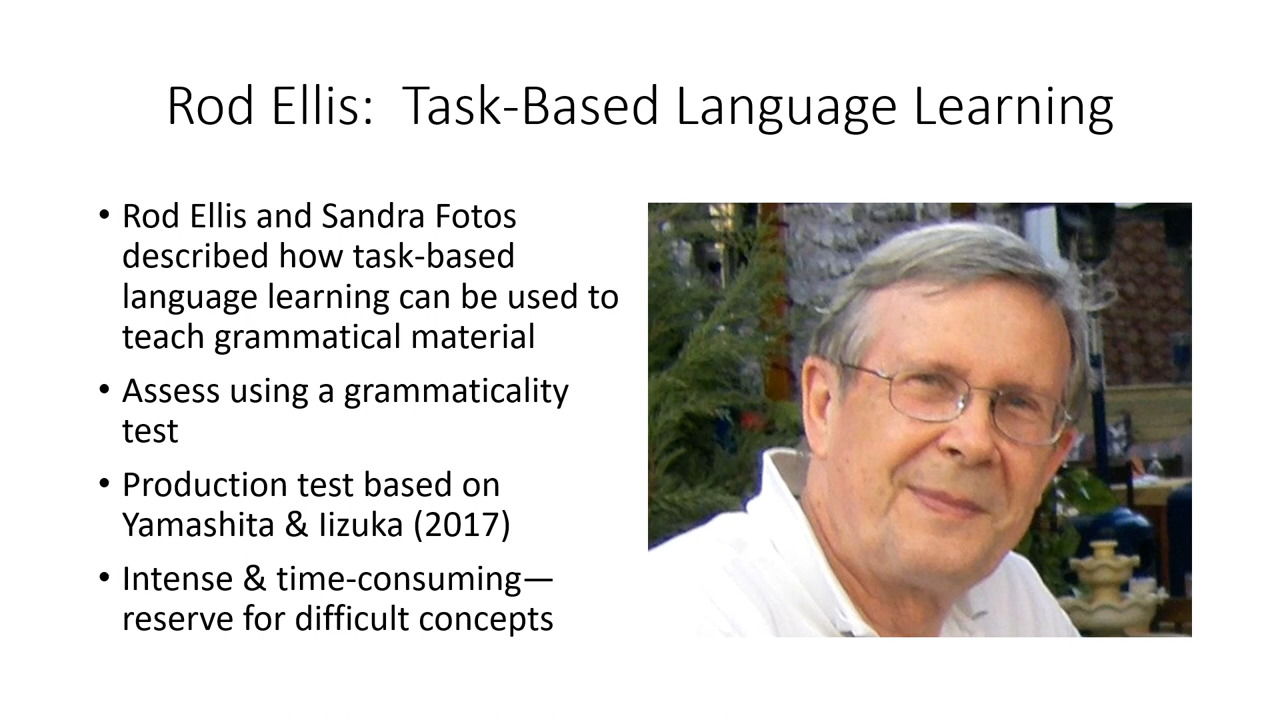 Rod Ellis:  Task-Based Language Learning
• Rod Ellis and Sandra Fotos
described how task-based
language learning can be used to
teach grammatical material
• Assess using a grammaticality
test
• Production test based on
Yamashita & Iizuka (2017)
• Intense & time-consuming—
reserve for difficult concepts